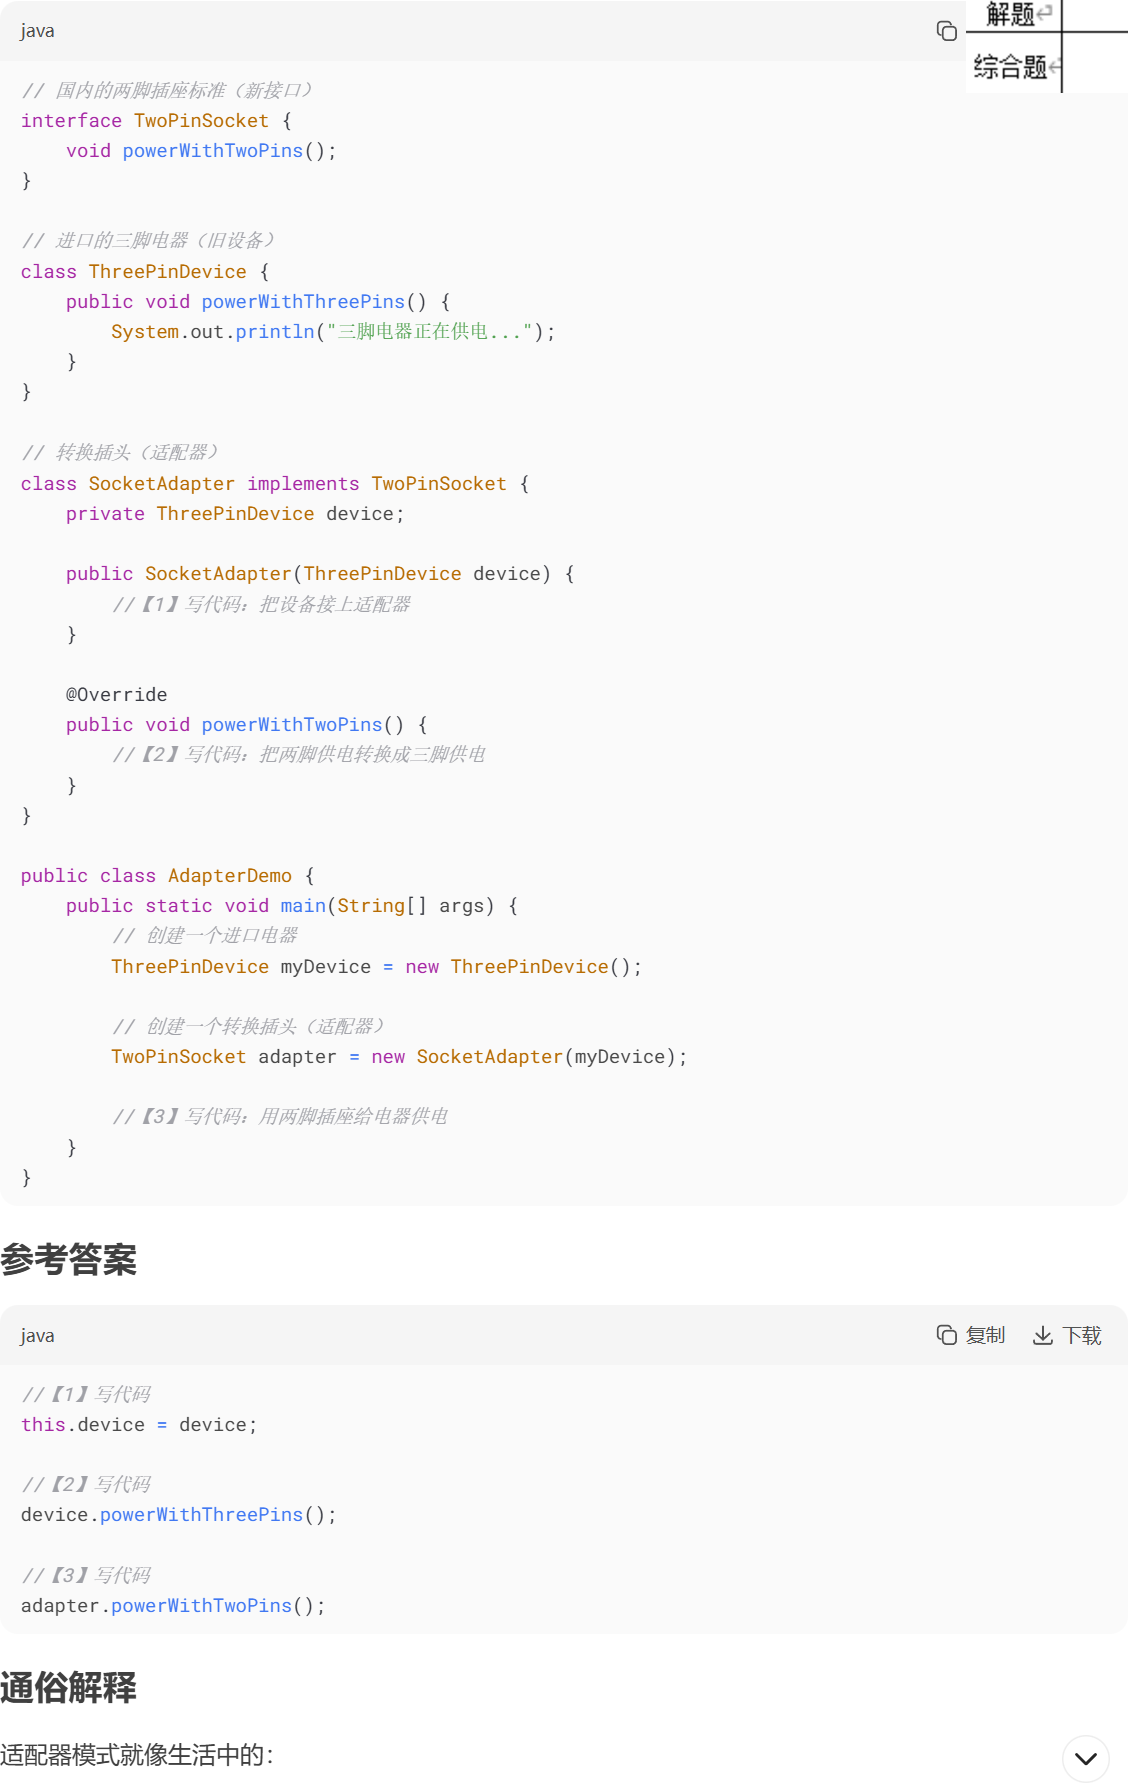 java
解题
综合题
// 国内的两脚插座标准（新接口）
interface TwoPinSocket {
    void powerWithTwoPins();
}
// 进口的三脚电器（旧设备）
class ThreePinDevice {
    public void powerWithThreePins() {
        System.out.println("三脚电器正在供电...");
    }
}
// 转换插头（适配器）
class SocketAdapter implements TwoPinSocket {
    private ThreePinDevice device;
    public SocketAdapter(ThreePinDevice device) {
        //【1】写代码：把设备接上适配器
    }
    @Override
    public void powerWithTwoPins() {
        //【2】写代码：把两脚供电转换成三脚供电
    }
}
public class AdapterDemo {
    public static void main(String[] args) {
        // 创建一个进口电器
        ThreePinDevice myDevice = new ThreePinDevice();
        // 创建一个转换插头（适配器）
        TwoPinSocket adapter = new SocketAdapter(myDevice);
        //【3】写代码：用两脚插座给电器供电
    }
}
参考答案
java 复制 下载
//【1】写代码
this.device = device;
//【2】写代码
device.powerWithThreePins();
//【3】写代码
adapter.powerWithTwoPins();
通俗解释
适配器模式就像生活中的：